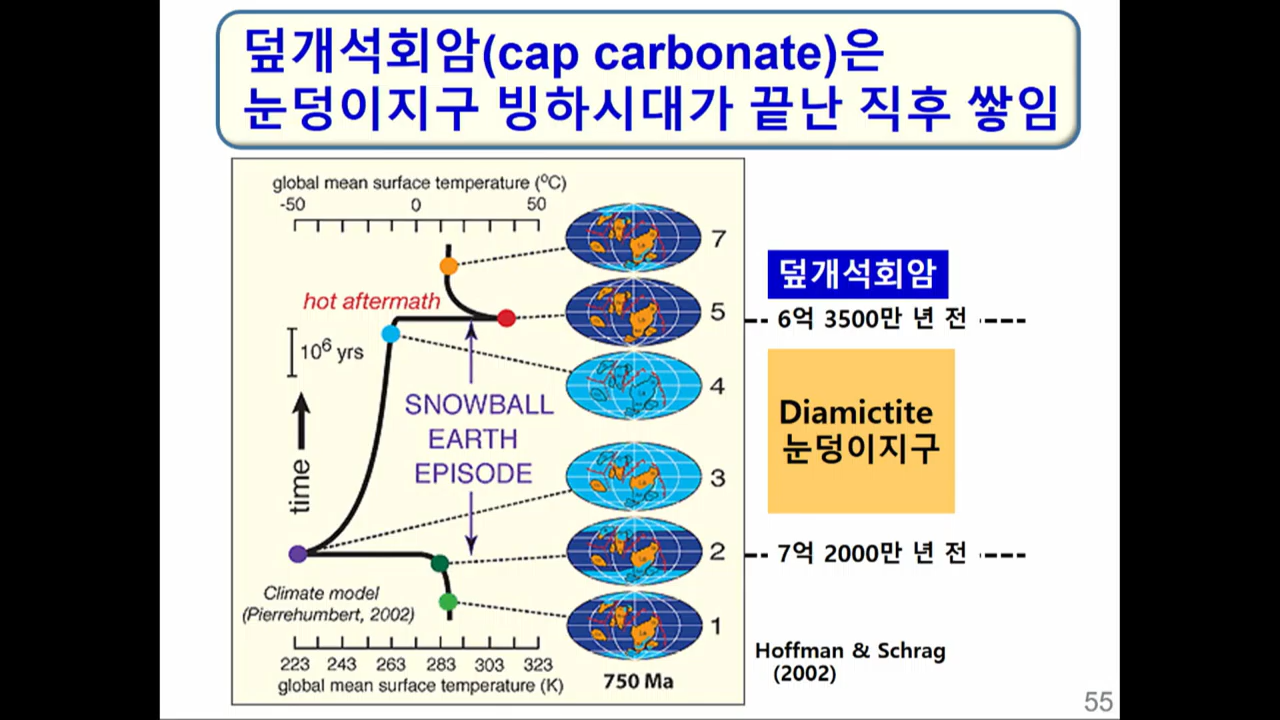 덮개석회암(cap carbonate)은
눈덩이지구 빙하시대가 끝난 직후 쌓임
global mean surface temperature (⁰C)
-50 0 50
7
hot aftermath
5
10⁶ yrs
4
SNOWBALL
EARTH
EPISODE
time
3
2
Climate model
(Pierrehumbert, 2002)
1
223 243 263 283 303 323
global mean surface temperature (K)
750 Ma
덮개석회암
6억 3500만 년 전
Diamictite
눈덩이지구
7억 2000만 년 전
Hoffman & Schrag
(2002)
55